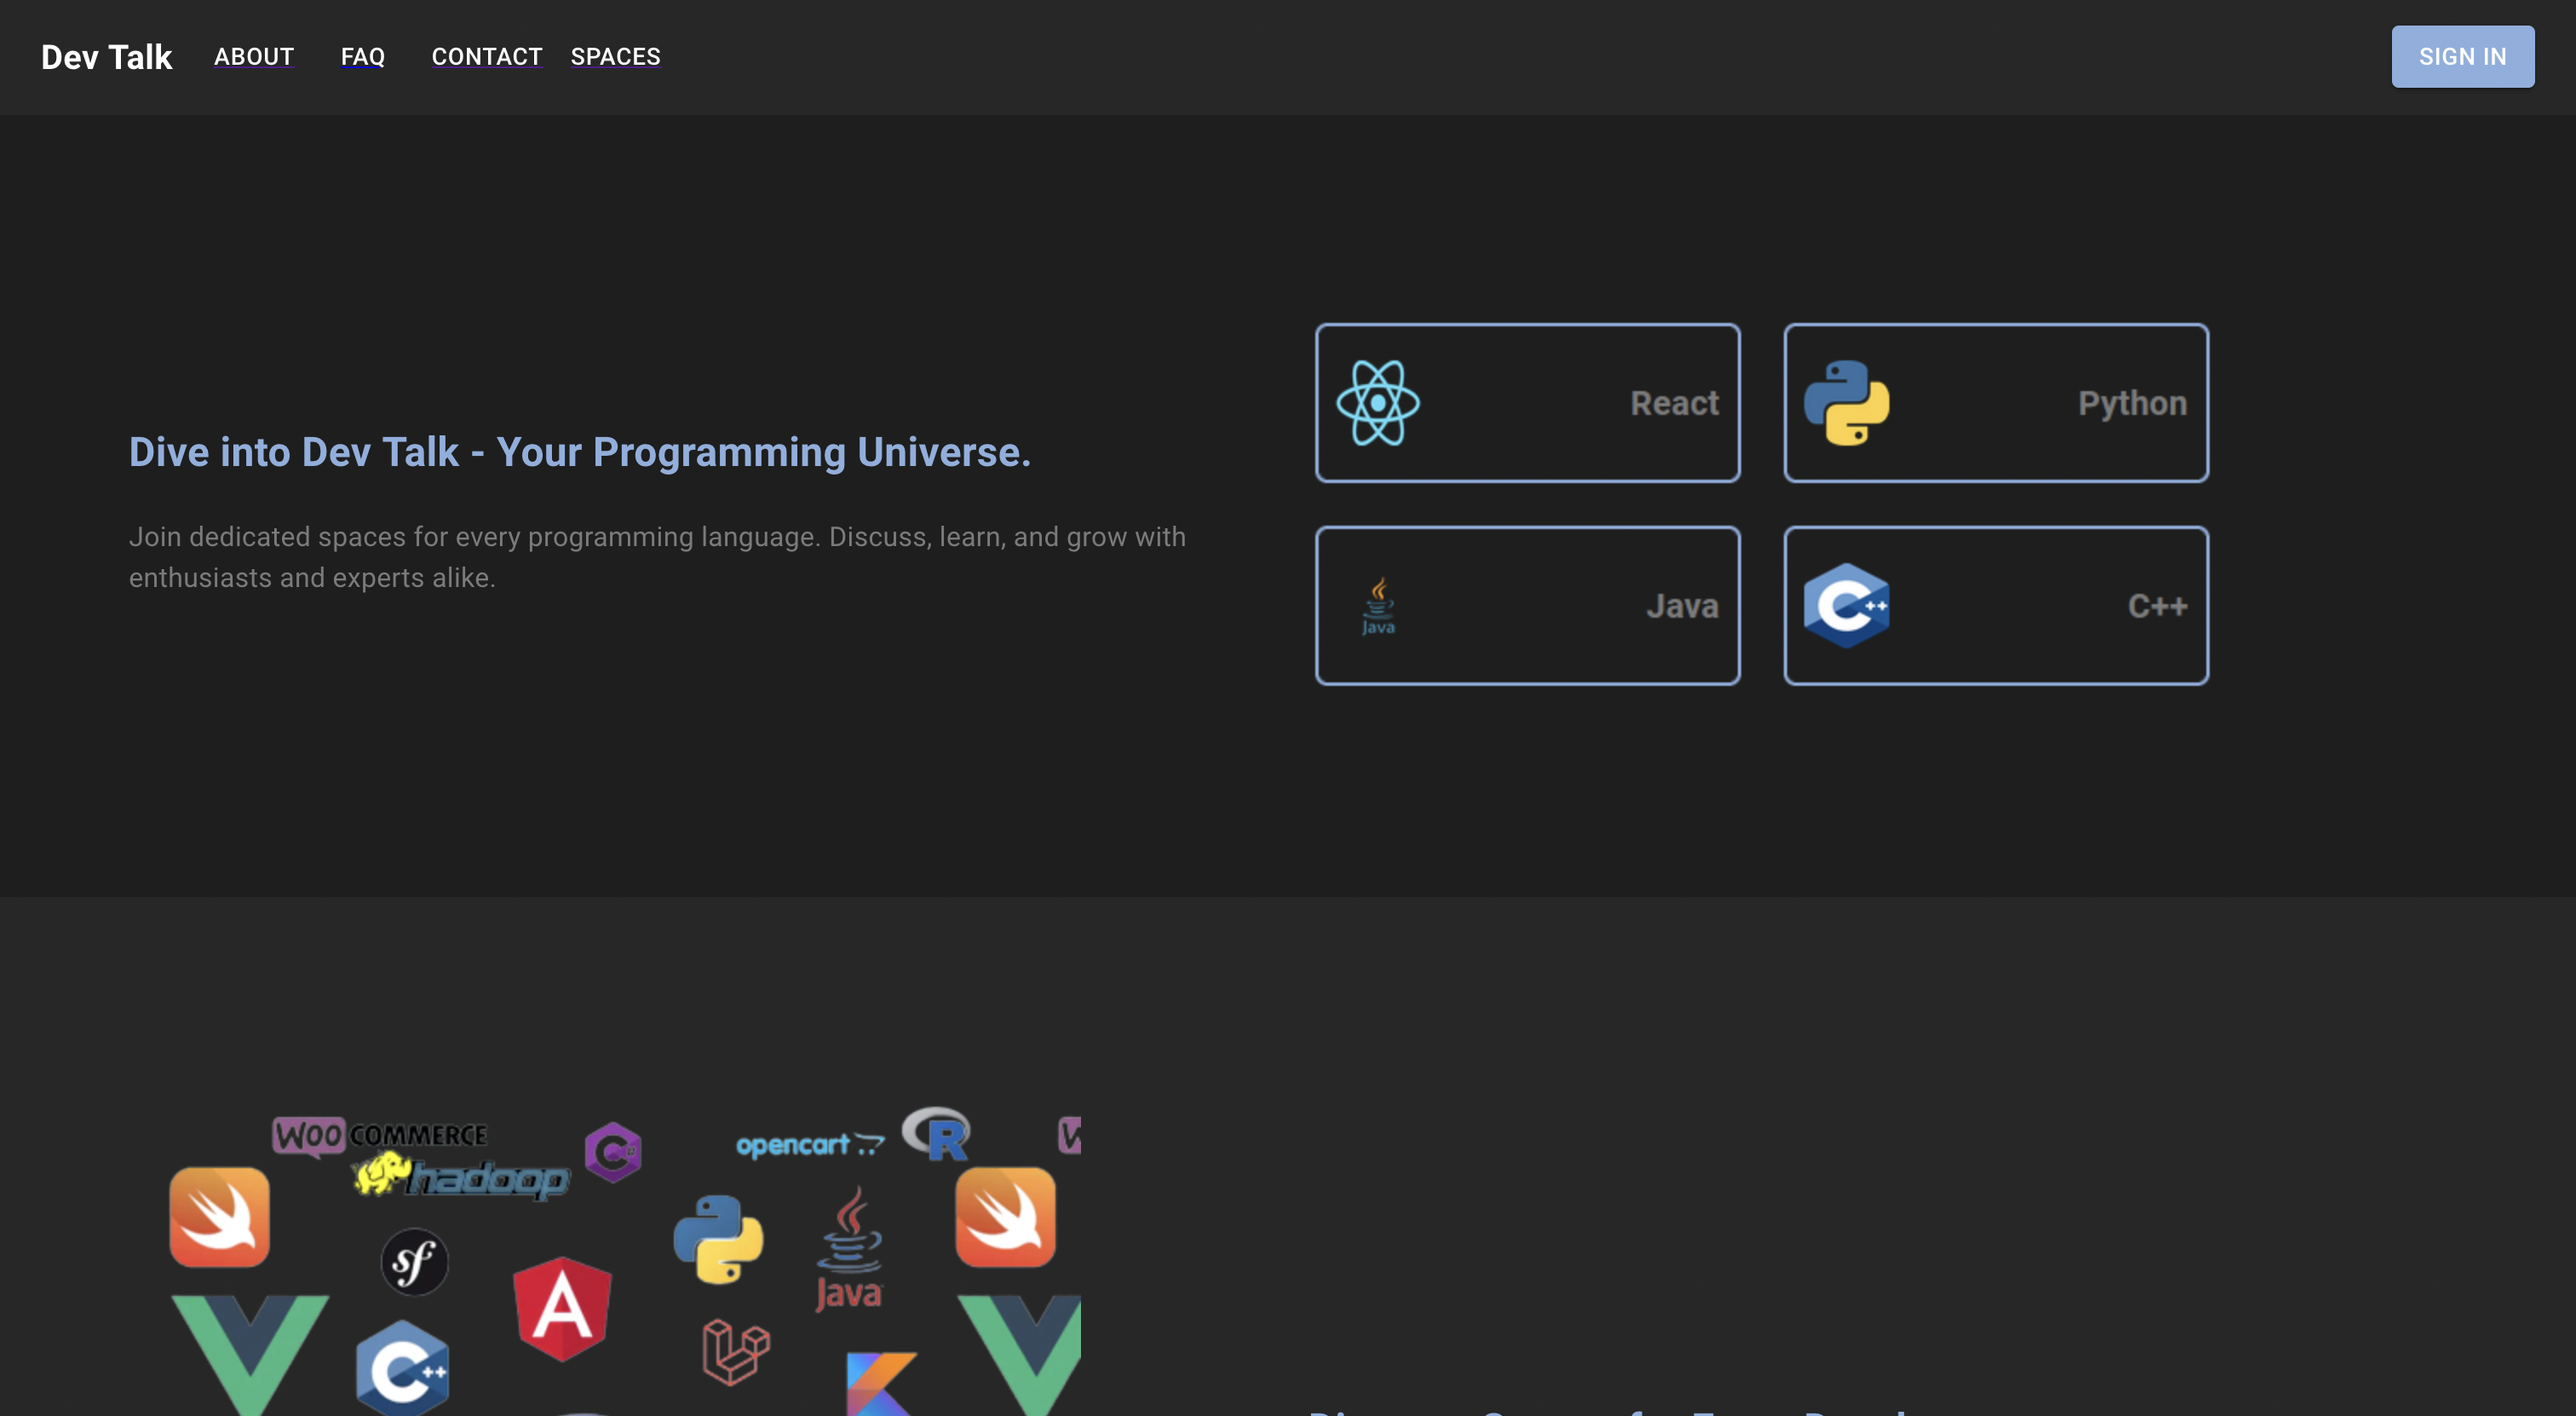 Dev Talk ABOUT FAQ CONTACT SPACES SIGN IN
Dive into Dev Talk - Your Programming Universe.
Join dedicated spaces for every programming language. Discuss, learn, and grow with
enthusiasts and experts alike.
React
Python
Java
Java
C++
C++
WOO COMMERCE
hadoop
C#
opencart
R
W
sf
Java
A
C++